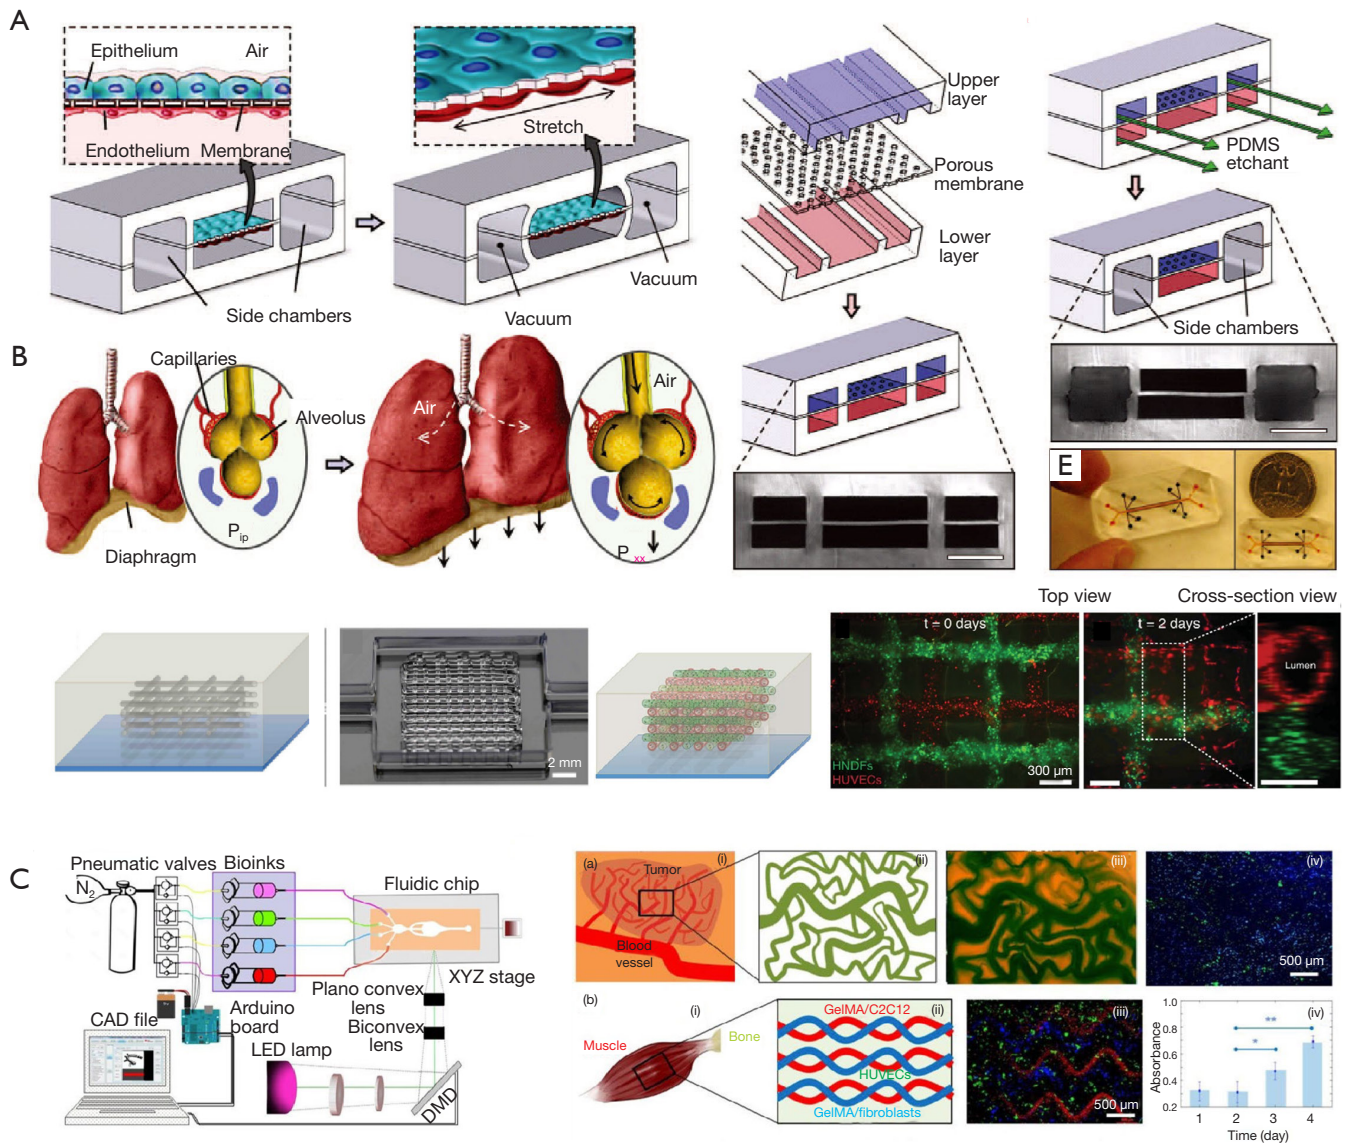 A
Epithelium
Air
Endothelium
Membrane
Stretch
Side chambers
Vacuum
Vacuum
Upper
layer
Porous
membrane
Lower
layer
PDMS
etchant
Side chambers
B
Capillaries
Alveolus
Air
Air
Diaphragm
Pip
Pxx
E
Top view
Cross-section view
t = 0 days
t = 2 days
Lumen
2 mm
HNDFs
HUVECs
300 µm
C
Pneumatic valves
Bioinks
N2
Fluidic chip
XYZ stage
Plano convex
lens
Biconvex
lens
Arduino
board
CAD file
LED lamp
DMD
(a)
(i)
Tumor
Blood
vessel
(ii)
(iii)
(iv)
500 µm
(b)
(i)
Muscle
Bone
GelMA/C2C12
(ii)
HUVECs
GelMA/fibroblasts
(iii)
500 µm
(iv)
**
*
Absorbance
0.8
0.6
0.4
0.2
1 2 3 4
Time (day)